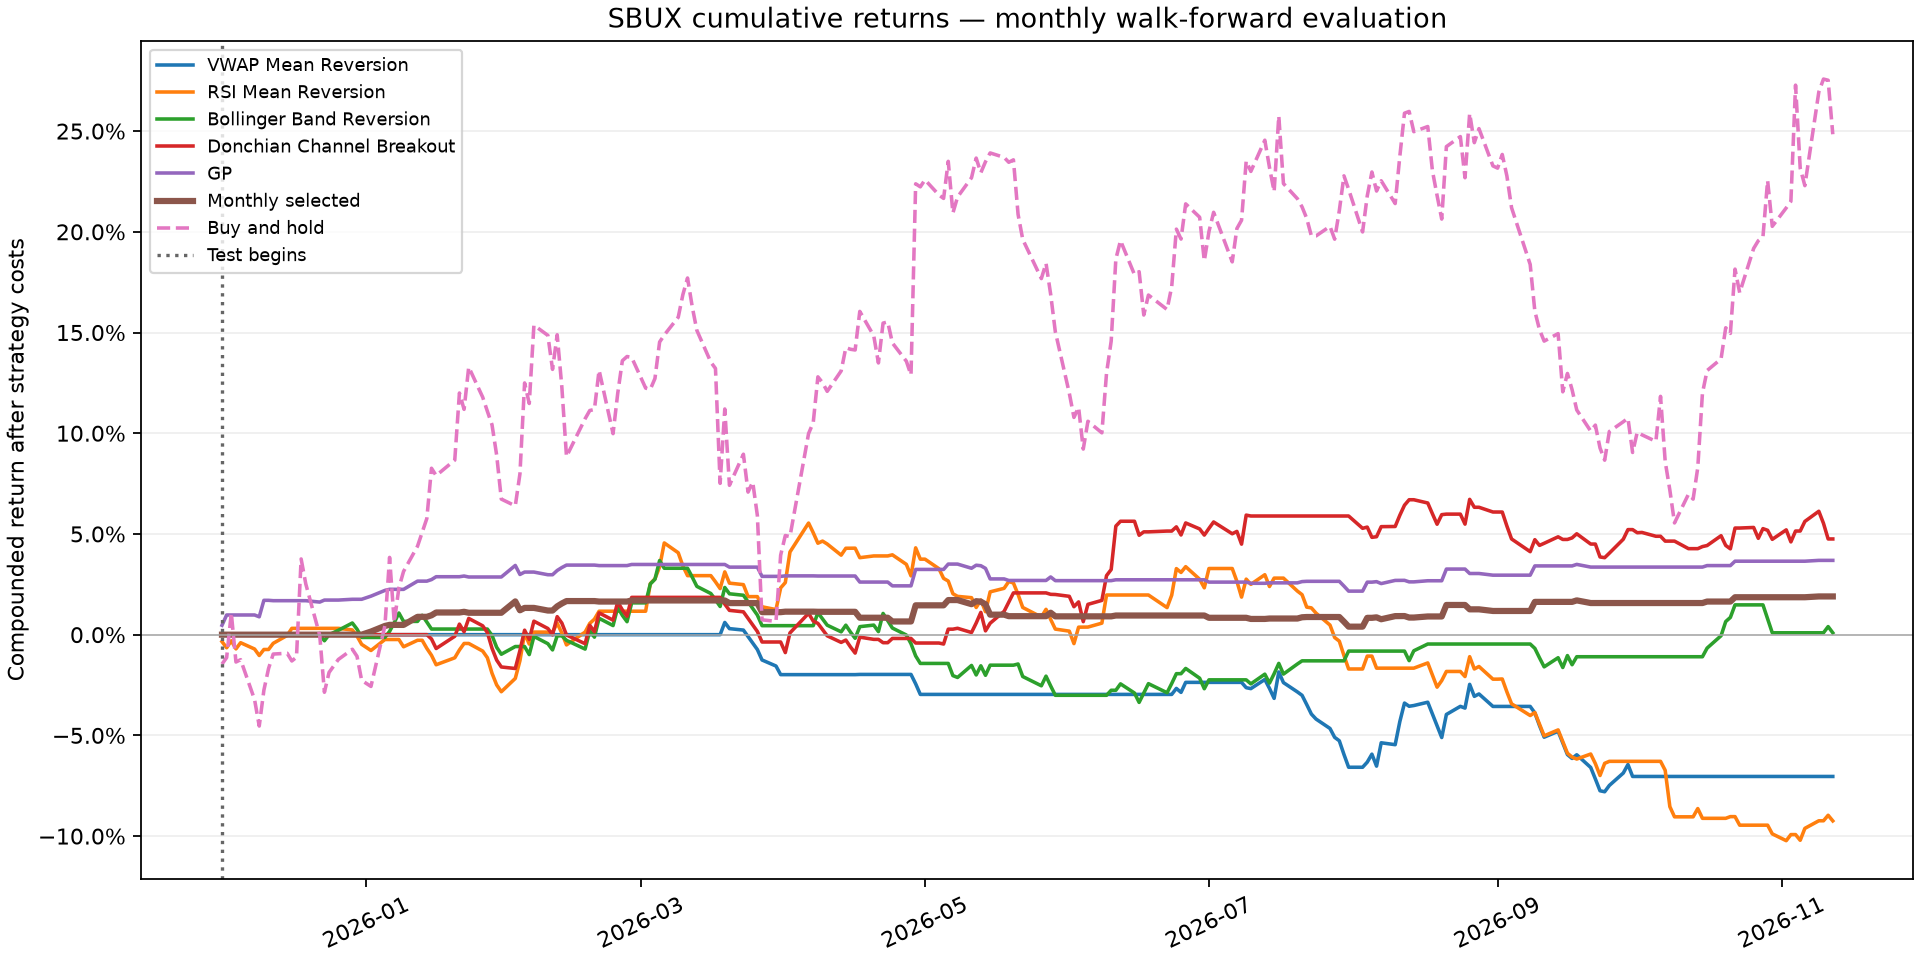 SBUX cumulative returns — monthly walk-forward evaluation
VWAP Mean Reversion
RSI Mean Reversion
Bollinger Band Reversion
Donchian Channel Breakout
GP
Monthly selected
Buy and hold
Test begins
Compounded return after strategy costs
25.0%
20.0%
15.0%
10.0%
5.0%
0.0%
−5.0%
−10.0%
2026-01
2026-03
2026-05
2026-07
2026-09
2026-11